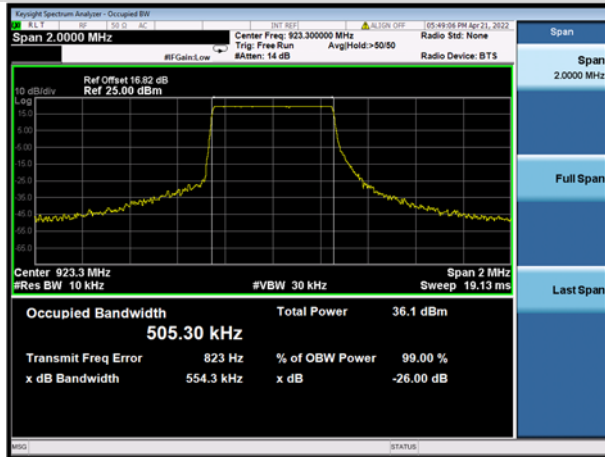 Keysight Spectrum Analyzer - Occupied BW
RLT RF 50 Ω AC INT REF ALIGN OFF 05:49:06 PM Apr 21, 2022 Span
Span 2.0000 MHz Center Freq: 923.300000 MHz Radio Std: None
Trig: Free Run Avg|Hold:>50/50
#IFGain:Low #Atten: 14 dB Radio Device: BTS
Span
2.0000 MHz
Ref Offset 16.82 dB
10 dB/div Ref 25.00 dBm
Log
15.0
5.00
-5.00
-15.0
-25.0
-35.0
-45.0
-55.0
-65.0
Full Span
Center 923.3 MHz Span 2 MHz
#Res BW 10 kHz #VBW 30 kHz Sweep 19.13 ms
Last Span
Occupied Bandwidth Total Power 36.1 dBm
505.30 kHz
Transmit Freq Error 823 Hz % of OBW Power 99.00 %
x dB Bandwidth 554.3 kHz x dB -26.00 dB
MSG STATUS